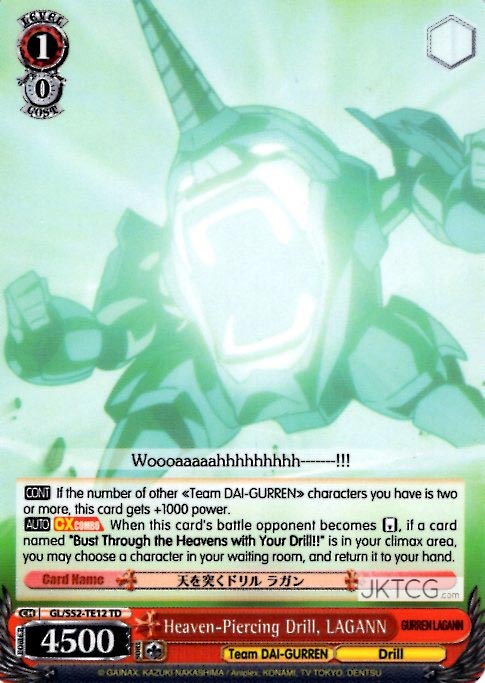 LEVEL
1
0
COST
Woooaaaaahhhhhhhhh-------!!!
CONT If the number of other «Team DAI-GURREN» characters you have is two
or more, this card gets +1000 power.
AUTO CX COMBO When this card's battle opponent becomes, if a card
named "Bust Through the Heavens with Your Drill!!" is in your climax area,
you may choose a character in your waiting room, and return it to your hand.
Card Name 天を突くドリル ラガン
JKTCG.com
CH GL/S52-TE12 TD
POWER 4500 SOUL Heaven-Piercing Drill, LAGANN GURREN LAGANN
Team DAI-GURREN Drill
© GAINAX, KAZUKI NAKASHIMA / Aniplex, KONAMI, TV TOKYO, DENTSU